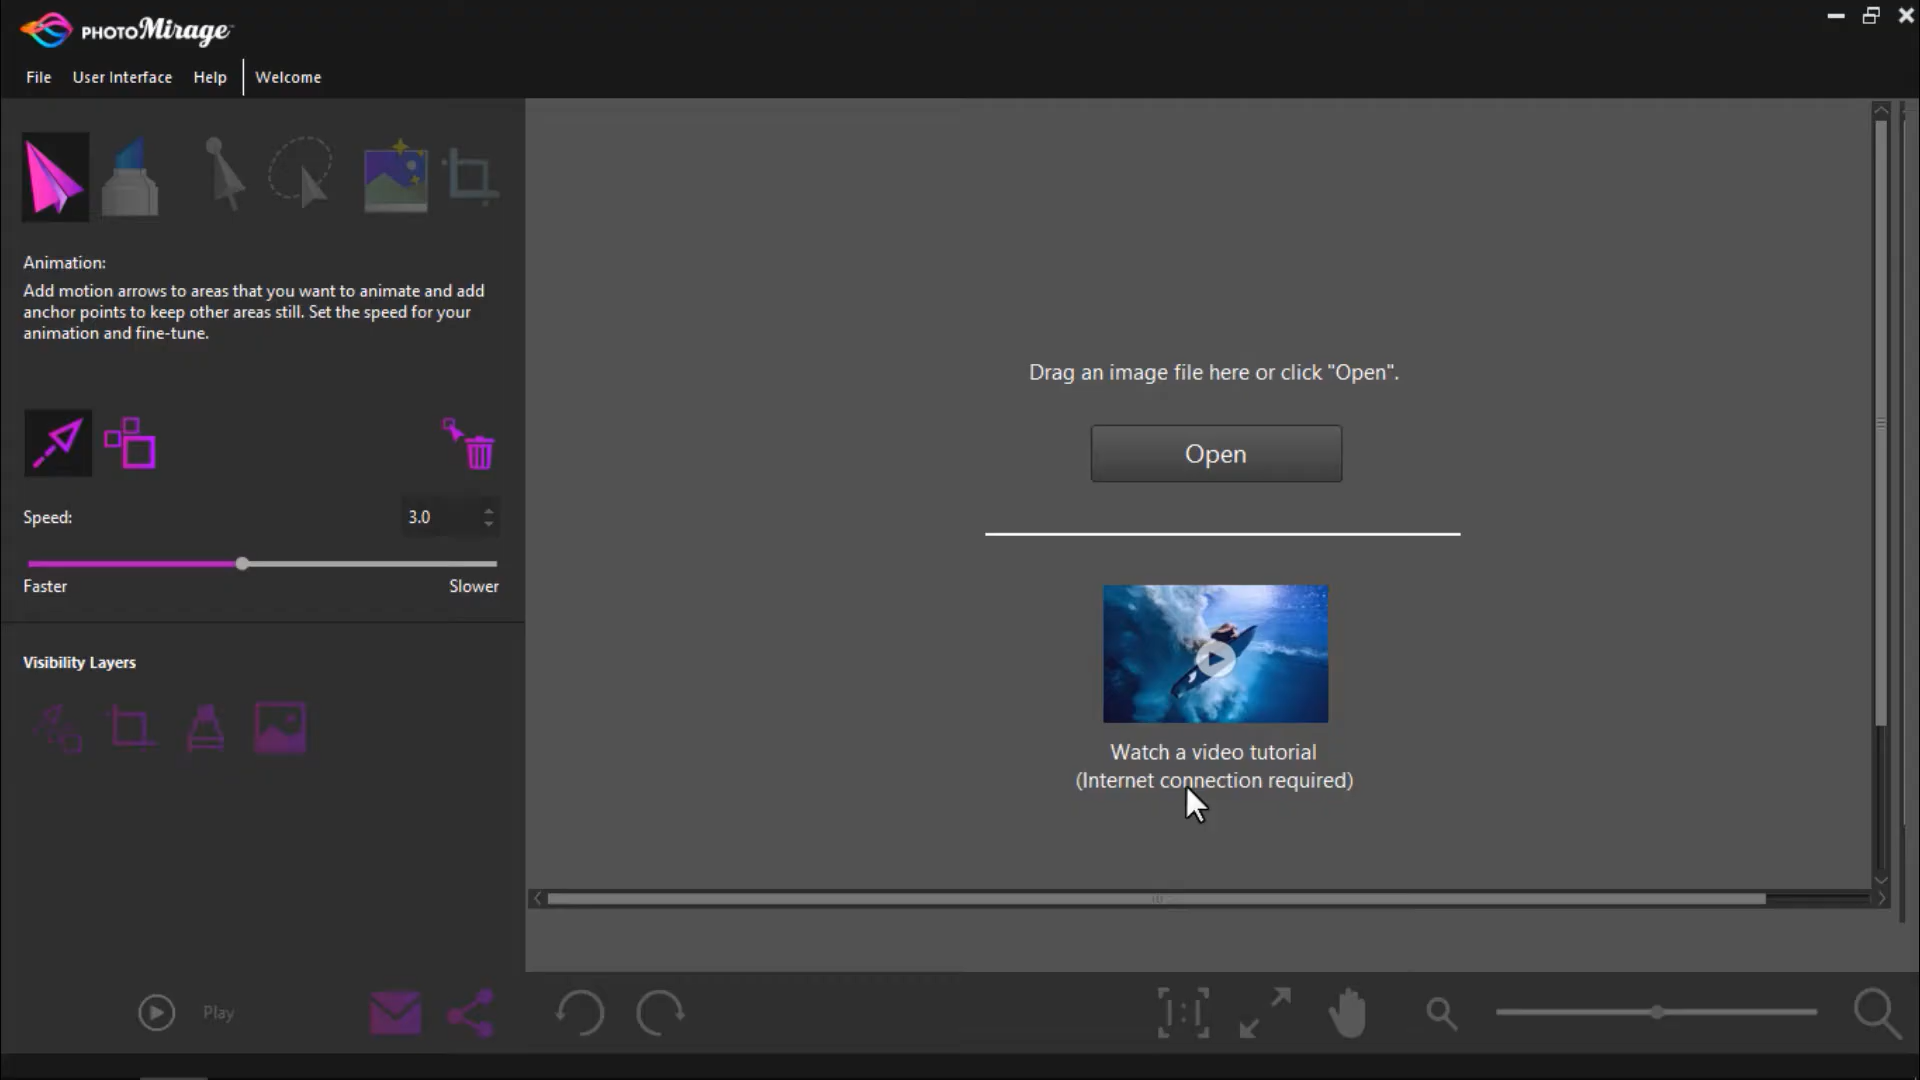 PHOTOMirage™
File User Interface Help Welcome
Animation:
Add motion arrows to areas that you want to animate and add
anchor points to keep other areas still. Set the speed for your
animation and fine-tune.
Speed: 3.0
Faster Slower
Visibility Layers
Drag an image file here or click "Open".
Open
Watch a video tutorial
(Internet connection required)
Play
1:1